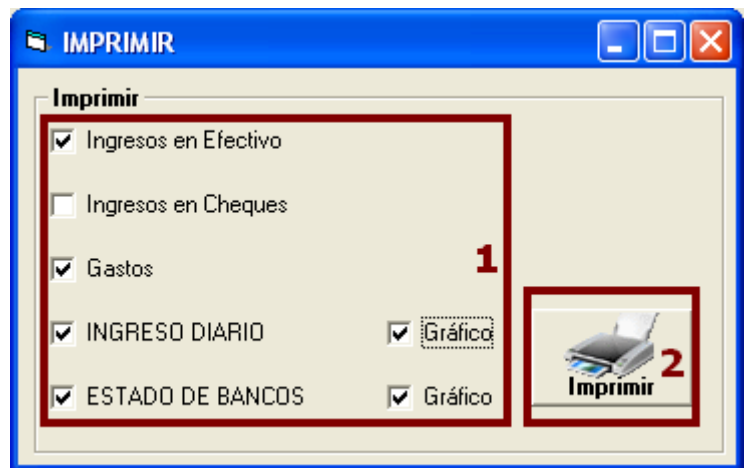 IMPRIMIR
Imprimir
Ingresos en Efectivo
Ingresos en Cheques
Gastos
1
INGRESO DIARIO Gráfico
ESTADO DE BANCOS Gráfico
2
Imprimir